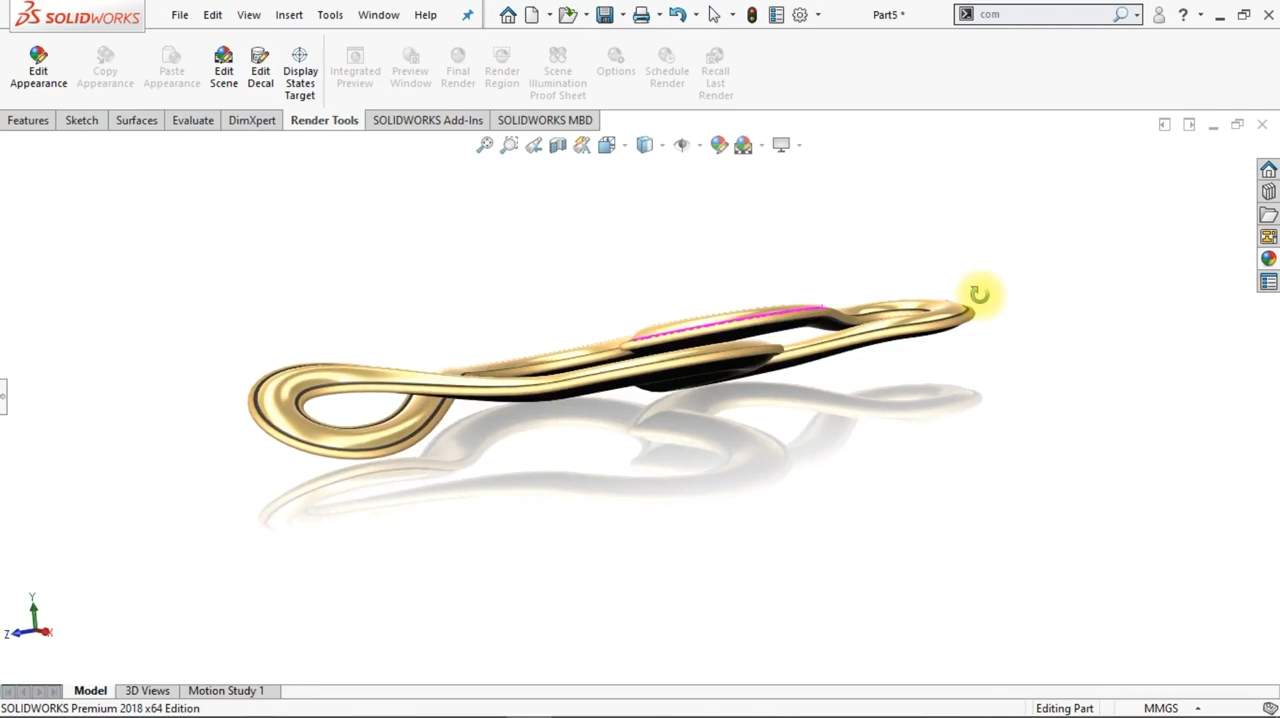 SOLIDWORKS File Edit View Insert Tools Window Help Part5 * com
Edit Appearance
Copy Appearance
Paste Appearance
Edit Scene
Edit Decal
Display States Target
Integrated Preview
Preview Window
Final Render
Render Region
Scene Illumination Proof Sheet
Options
Schedule Render
Recall Last Render
Features Sketch Surfaces Evaluate DimXpert Render Tools SOLIDWORKS Add-Ins SOLIDWORKS MBD
Y
Z X
Model 3D Views Motion Study 1
SOLIDWORKS Premium 2018 x64 Edition Editing Part MMGS